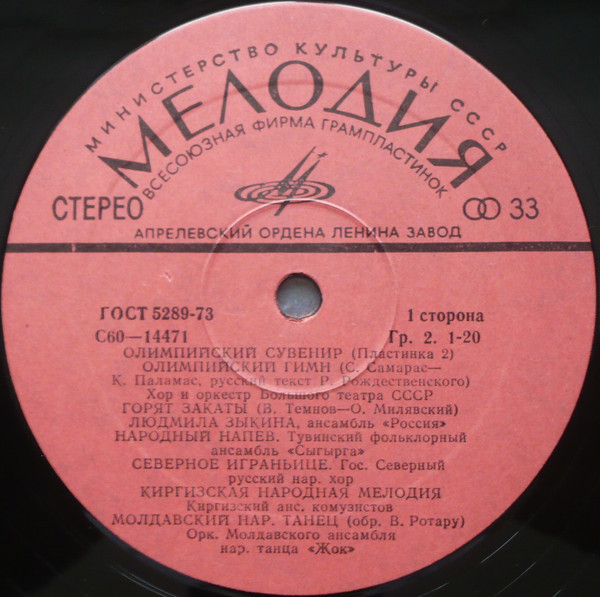 МИНИСТЕРСТВО КУЛЬТУРЫ СССР
МЕЛОДИЯ
ВСЕСОЮЗНАЯ ФИРМА ГРАМПЛАСТИНОК
СТЕРЕО 33
АПРЕЛЕВСКИЙ ОРДЕНА ЛЕНИНА ЗАВОД
ГОСТ 5289-73 1 сторона
С60—14471 Гр. 2. 1-20
ОЛИМПИЙСКИЙ СУВЕНИР (Пластинка 2)
ОЛИМПИЙСКИЙ ГИМН (С. Самарас—
К. Паламас, русский текст Р. Рождественского)
Хор и оркестр Большого театра СССР
ГОРЯТ ЗАКАТЫ (В. Темнов—О. Милявский)
ЛЮДМИЛА ЗЫКИНА, ансамбль «Россия»
НАРОДНЫЙ НАПЕВ. Тувинский фольклорный
ансамбль «Сыгырга»
СЕВЕРНОЕ ИГРАНЬИЦЕ. Гос. Северный
русский нар. хор
КИРГИЗСКАЯ НАРОДНАЯ МЕЛОДИЯ
Киргизский анс. комузистов
МОЛДАВСКИЙ НАР. ТАНЕЦ (обр. В. Ротару)
Орк. Молдавского ансамбля
нар. танца «Жок»